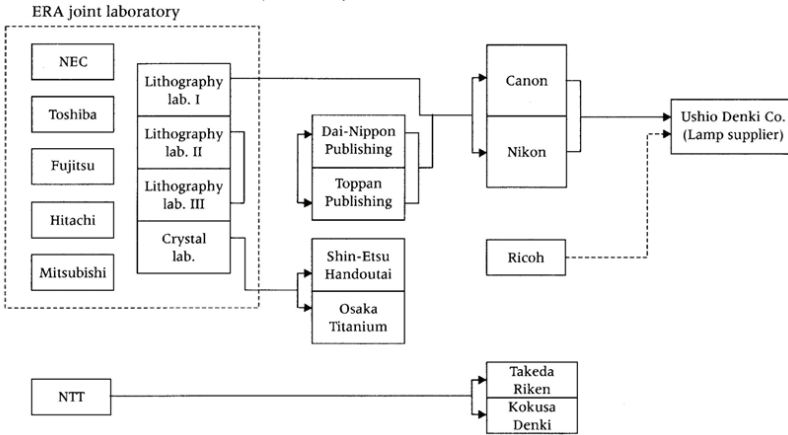 ERA joint laboratory
NEC
Toshiba
Fujitsu
Hitachi
Mitsubishi
Lithography
lab. I
Lithography
lab. II
Lithography
lab. III
Crystal
lab.
Dai-Nippon
Publishing
Toppan
Publishing
Shin-Etsu
Handoutai
Osaka
Titanium
Canon
Nikon
Ricoh
Ushio Denki Co.
(Lamp supplier)
NTT
Takeda
Riken
Kokusa
Denki